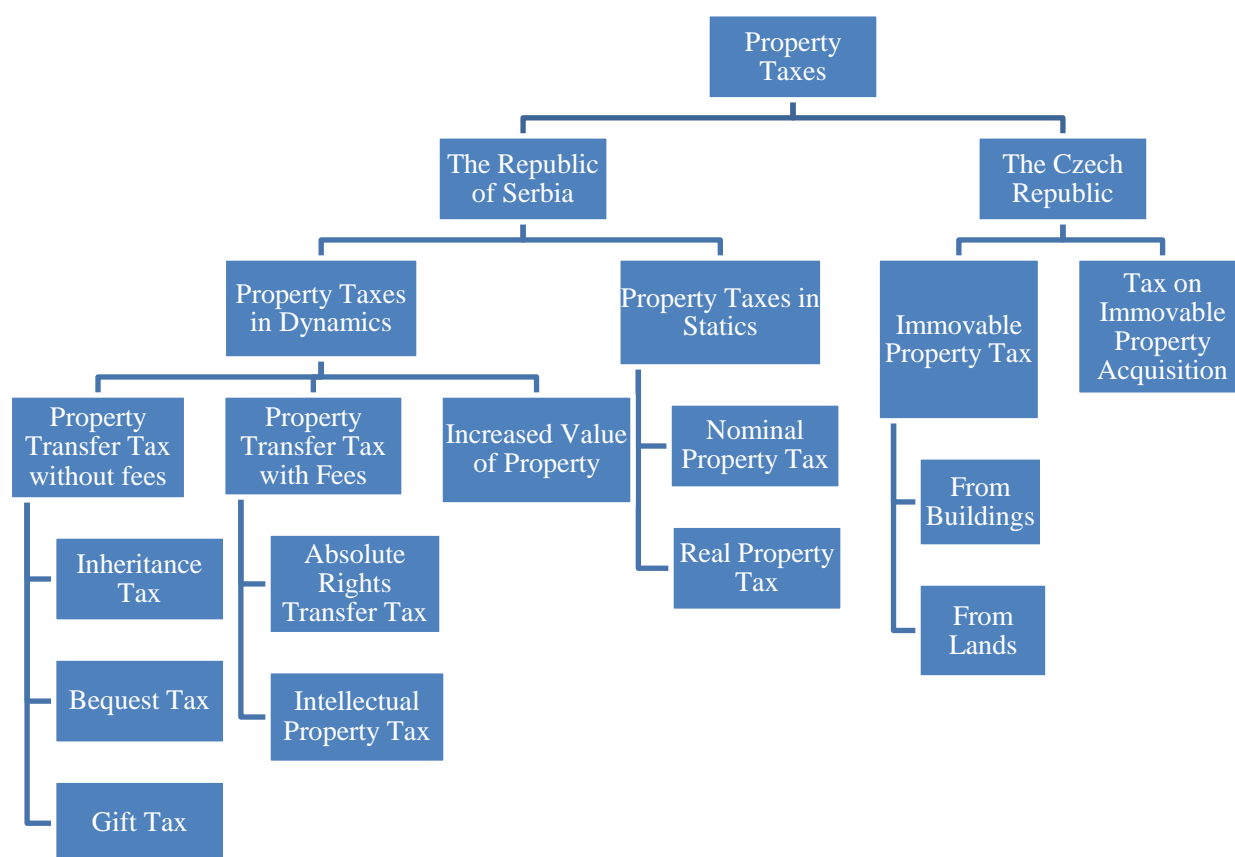 Property
Taxes
The Republic
of Serbia
The Czech
Republic
Property Taxes
in Dynamics
Property Taxes in
Statics
Immovable
Property Tax
Tax on
Immovable
Property
Acquisition
Property
Transfer Tax
without fees
Property
Transfer Tax
with Fees
Increased Value
of Property
Nominal
Property Tax
From
Buildings
Inheritance
Tax
Absolute
Rights
Transfer Tax
Real Property
Tax
From
Lands
Bequest Tax
Intellectual
Property Tax
Gift Tax